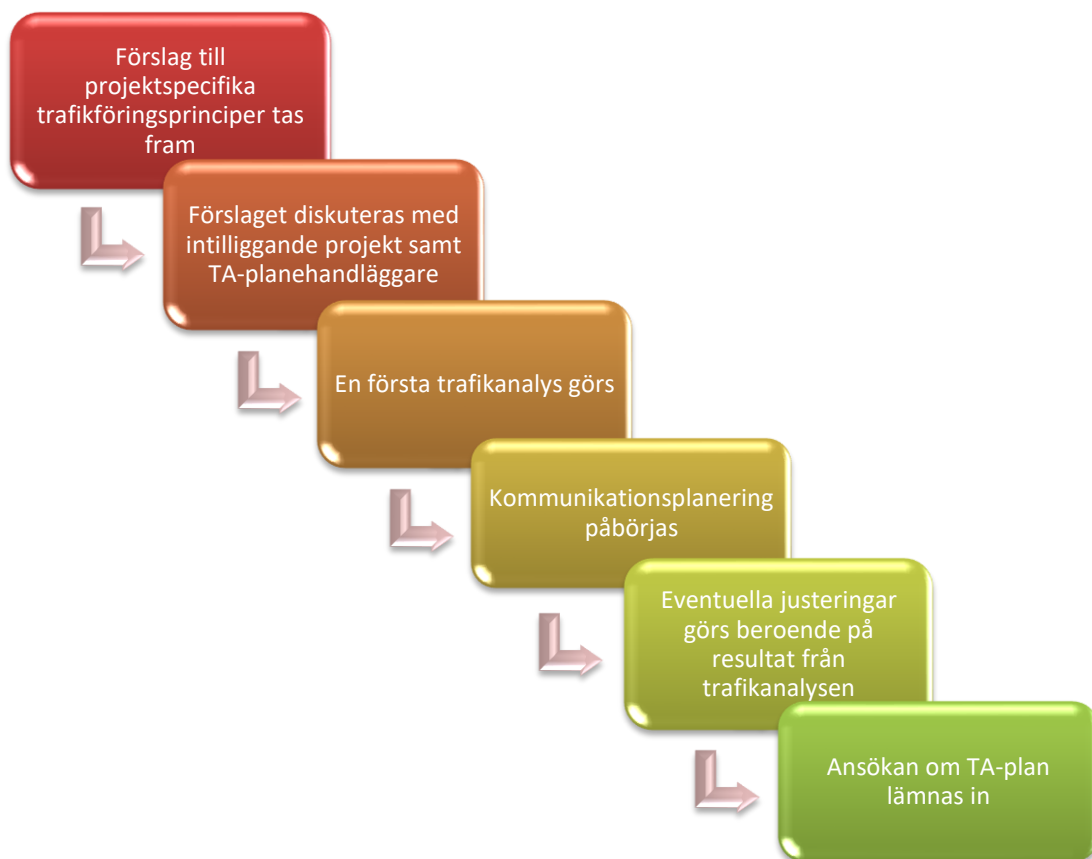 Förslag till
projektspecifika
trafikföringsprinciper tas
fram
Förslaget diskuteras med
intilliggande projekt samt
TA-planehandläggare
En första trafikanalys görs
Kommunikationsplanering
påbörjas
Eventuella justeringar
görs beroende på
resultat från
trafikanalysen
Ansökan om TA-plan
lämnas in